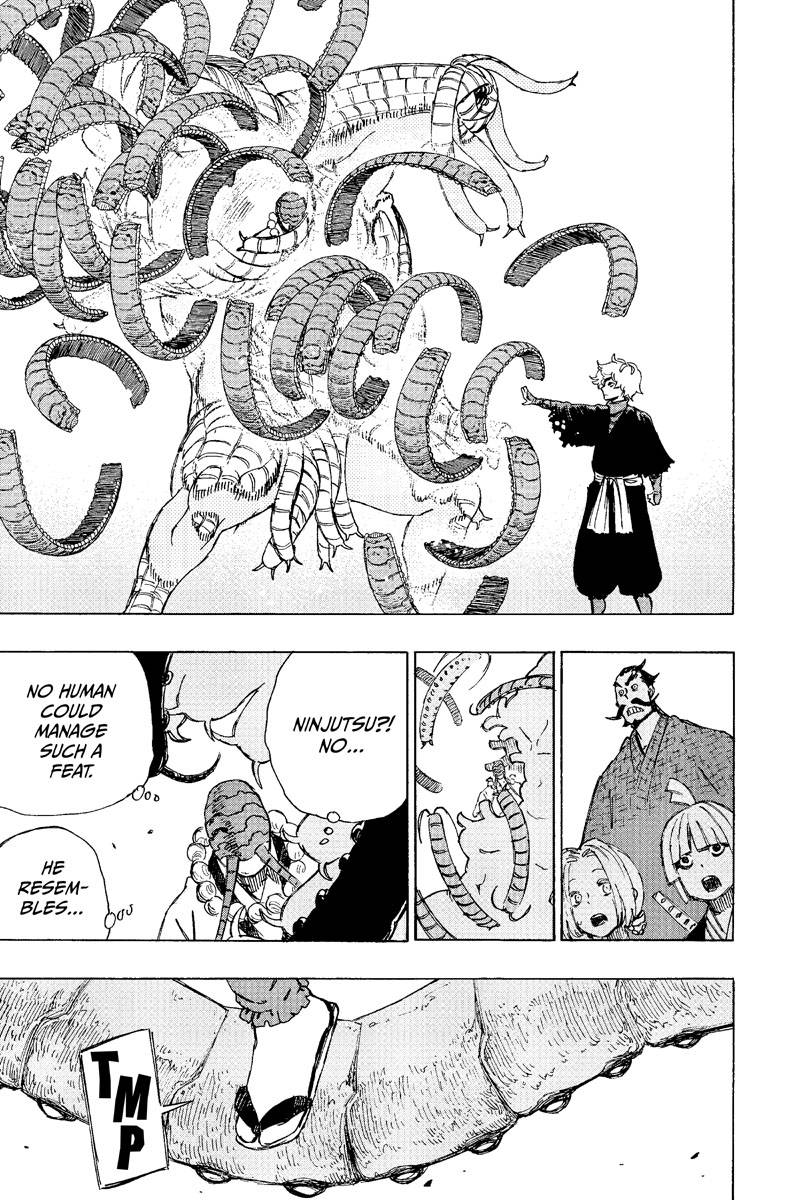 NINJUTSU?!
NO...
NO HUMAN
COULD
MANAGE
SUCH A
FEAT.
HE
RESEM-
BLES...
TMP